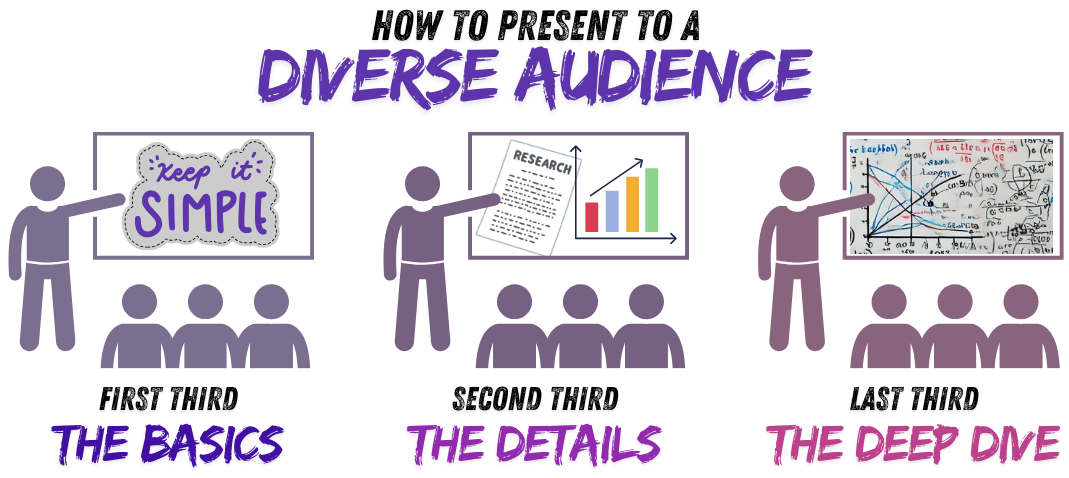 HOW TO PRESENT TO A
DIVERSE AUDIENCE
Keep it
SIMPLE
RESEARCH
FIRST THIRD
THE BASICS
SECOND THIRD
THE DETAILS
LAST THIRD
THE DEEP DIVE